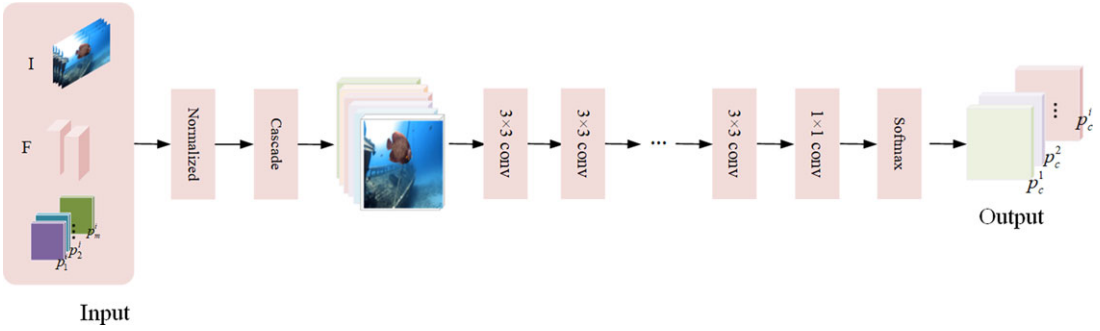 I
F
p_1^i
p_2^i
⋮
p_m^i
Input
Normalized
Cascade
3×3 conv
3×3 conv
...
3×3 conv
1×1 conv
Softmax
p_c^1
p_c^2
⋮
p_c^i
Output